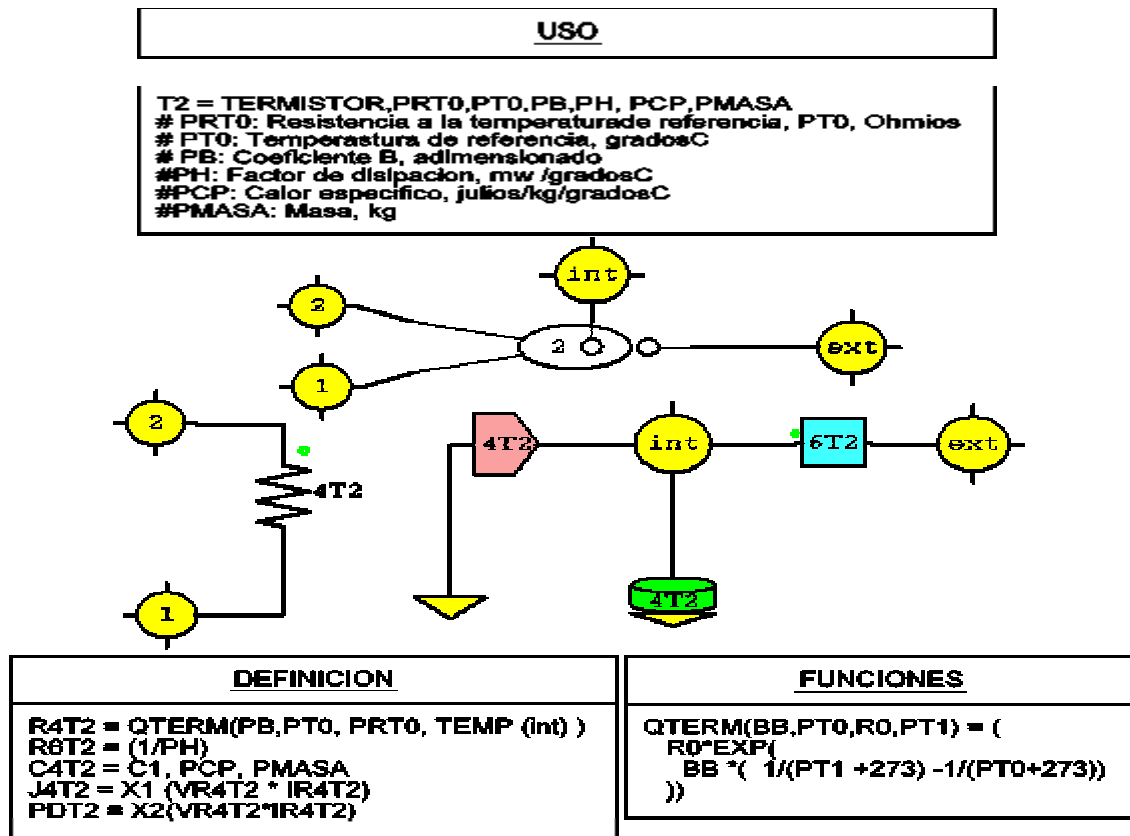 USO
T2 = TERMISTOR,PRT0,PT0,PB,PH, PCP,PMASA
# PRT0: Resistencia a la temperaturade referencia, PT0, Ohmios
# PT0: Temperastura de referencia, gradosC
# PB: Coeficiente B, adimensionado
#PH: Factor de disipacion, mw /gradosC
#PCP: Calor especifico, julios/kg/gradosC
#PMASA: Masa, kg
int
2
2
ext
1
2
4T2
int
6T2
ext
4T2
4T2
1
DEFINICION
R4T2 = QTERM(PB,PT0, PRT0, TEMP (int) )
R6T2 = (1/PH)
C4T2 = C1, PCP, PMASA
J4T2 = X1 (VR4T2 * IR4T2)
PDT2 = X2(VR4T2*IR4T2)
FUNCIONES
QTERM(BB,PT0,R0,PT1) = (
R0*EXP(
BB *( 1/(PT1 +273) -1/(PT0+273))
))